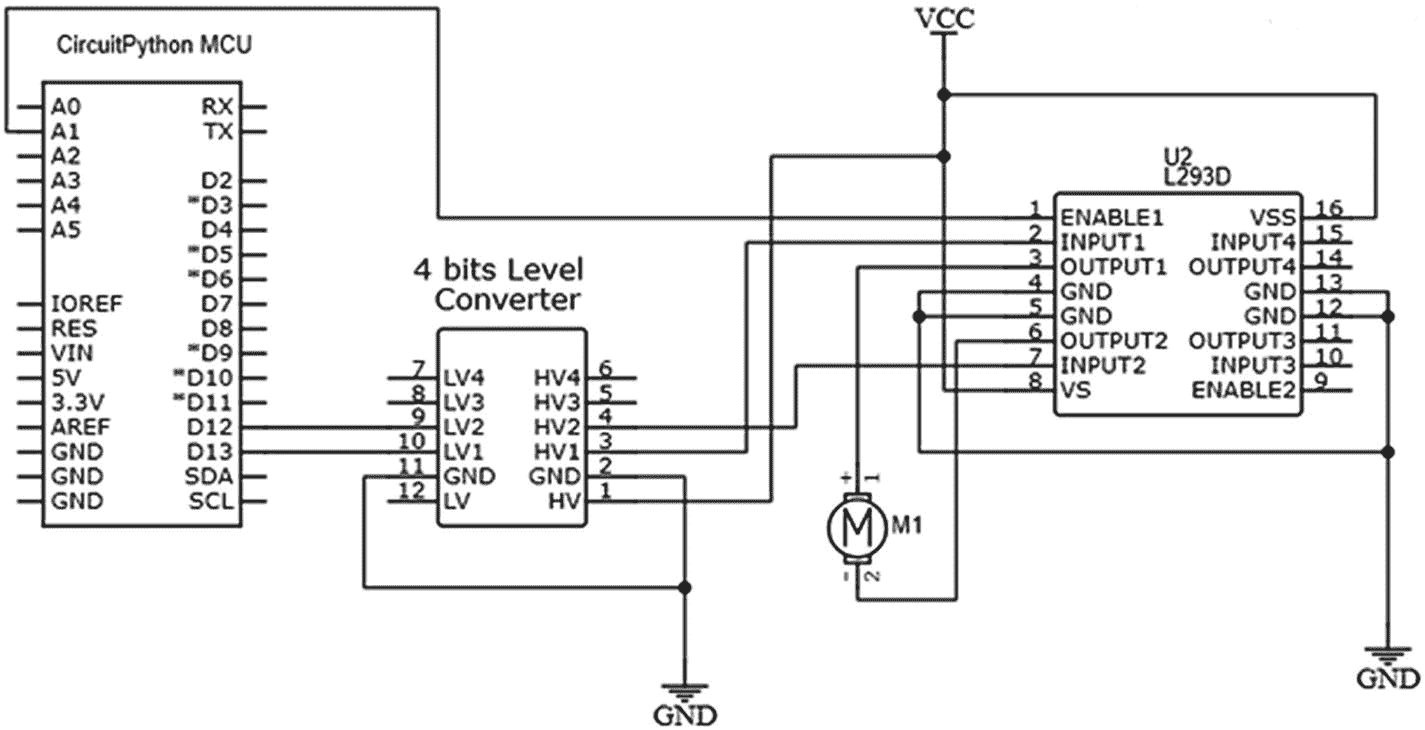 VCC
CircuitPython MCU
A0 RX
A1 TX
A2
A3 D2
A4 *D3
A5 D4
*D5
*D6
IOREF D7
RES D8
VIN *D9
5V *D10
3.3V *D11
AREF D12
GND D13
GND SDA
GND SCL
4 bits Level
Converter
7 LV4 HV4 6
8 LV3 HV3 5
9 LV2 HV2 4
10 LV1 HV1 3
11 GND GND 2
12 LV HV 1
GND
U2
L293D
1 ENABLE1 VSS 16
2 INPUT1 INPUT4 15
3 OUTPUT1 OUTPUT4 14
4 GND GND 13
5 GND GND 12
6 OUTPUT2 OUTPUT3 11
7 INPUT2 INPUT3 10
8 VS ENABLE2 9
+ 1
M M1
- 2
GND